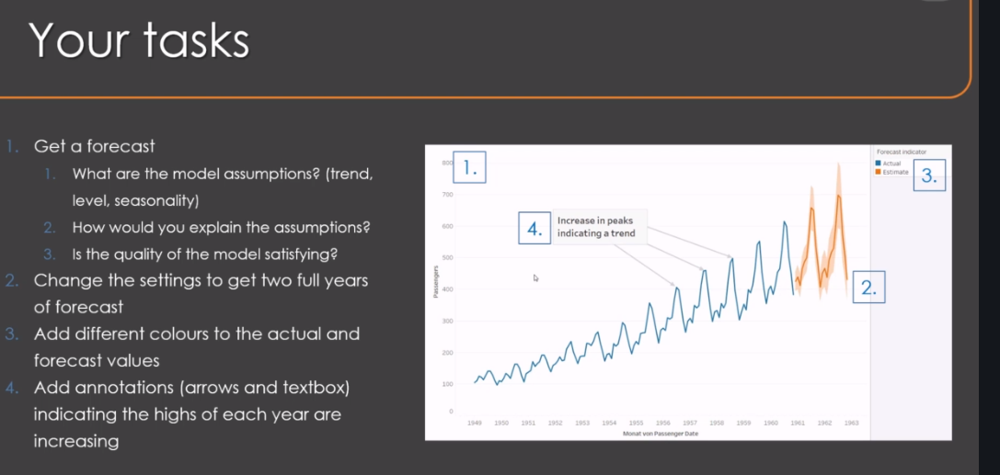 Your tasks
1. Get a forecast
1. What are the model assumptions? (trend,
level, seasonality)
2. How would you explain the assumptions?
3. Is the quality of the model satisfying?
2. Change the settings to get two full years
of forecast
3. Add different colours to the actual and
forecast values
4. Add annotations (arrows and textbox)
indicating the highs of each year are
increasing
1.
Forecast indicator
Actual
Estimate
3.
4.
Increase in peaks
indicating a trend
2.
Passengers
800
700
600
500
400
300
200
100
0
1949 1950 1951 1952 1953 1954 1955 1956 1957 1958 1959 1960 1961 1962 1963
Monat von Passenger Date